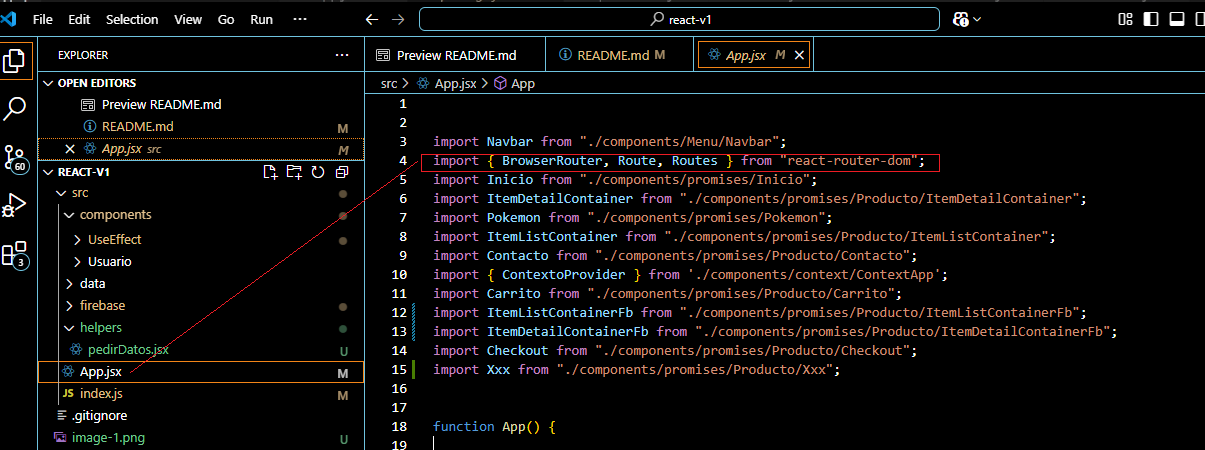 File Edit Selection View Go Run ··· react-v1
EXPLORER ···
OPEN EDITORS
Preview README.md
README.md M
App.jsx src M
REACT-V1
src
components
UseEffect
Usuario
data
firebase
helpers
pedirDatos.jsx U
App.jsx M
JS index.js M
.gitignore
image-1.png U
60
3
Preview README.md README.md M App.jsx M
src > App.jsx > App
1
2
3 import Navbar from "./components/Menu/Navbar";
4 import { BrowserRouter, Route, Routes } from "react-router-dom";
5 import Inicio from "./components/promises/Inicio";
6 import ItemDetailContainer from "./components/promises/Producto/ItemDetailContainer";
7 import Pokemon from "./components/promises/Pokemon";
8 import ItemListContainer from "./components/promises/Producto/ItemListContainer";
9 import Contacto from "./components/promises/Producto/Contacto";
10 import { ContextoProvider } from './components/context/ContextApp';
11 import Carrito from "./components/promises/Producto/Carrito";
12 import ItemListContainerFb from "./components/promises/Producto/ItemListContainerFb";
13 import ItemDetailContainerFb from "./components/promises/Producto/ItemDetailContainerFb";
14 import Checkout from "./components/promises/Producto/Checkout";
15 import Xxx from "./components/promises/Producto/Xxx";
16
17
18 function App() {
19